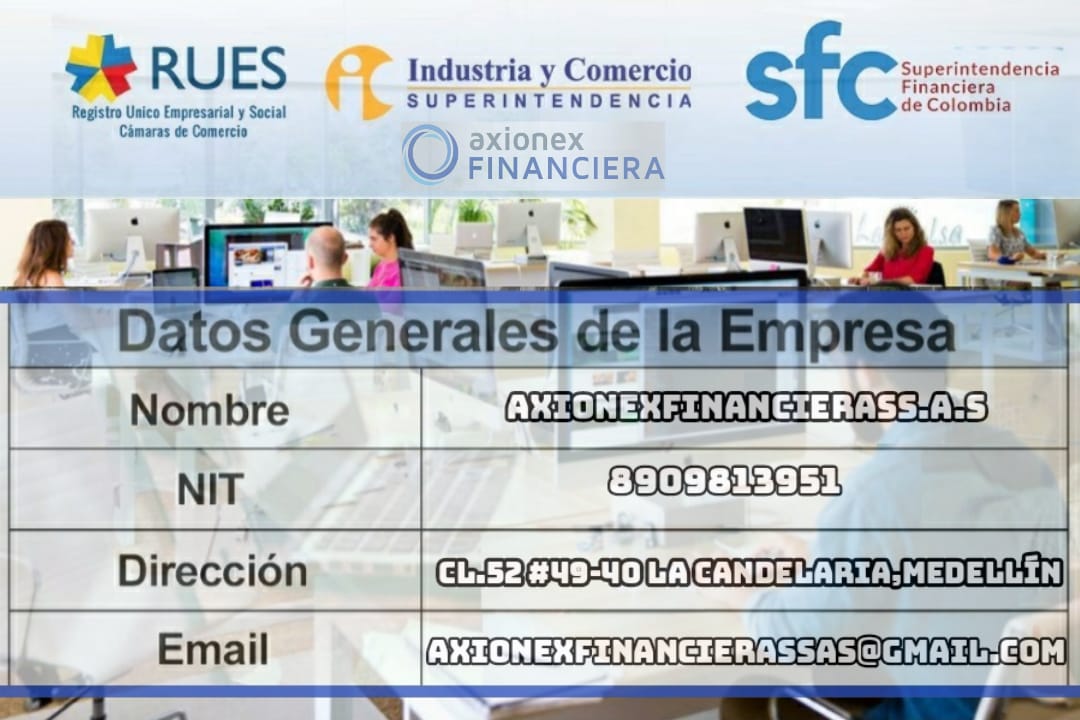 RUES
Registro Unico Empresarial y Social
Cámaras de Comercio
Industria y Comercio
SUPERINTENDENCIA
sfc
Superintendencia
Financiera
de Colombia
axionex
FINANCIERA
Datos Generales de la Empresa
Nombre
AXIONEXFINANCIERASS.A.S
NIT
8909813951
Dirección
CL.52 #49-40 LA CANDELARIA,MEDELLÍN
Email
AXIONEXFINANCIERASSAS@GMAIL.COM